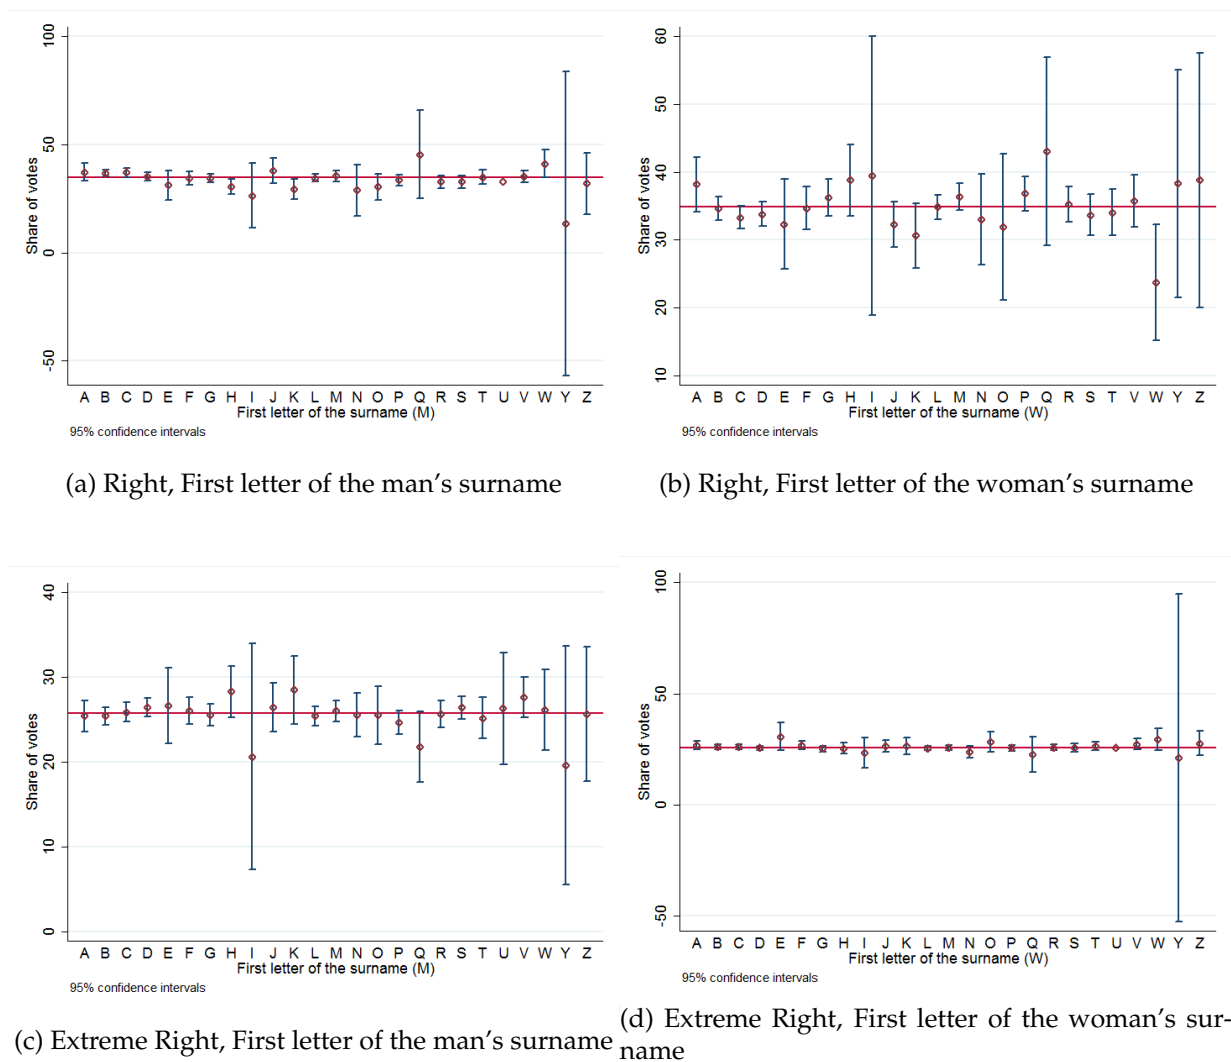 100
50
0
-50
Share of votes
A B C D E F G H I J K L M N O P Q R S T U V W Y Z
First letter of the surname (M)
95% confidence intervals
(a) Right, First letter of the man's surname
60
50
40
30
20
10
Share of votes
A B C D E F G H I J K L M N O P Q R S T V W Y Z
First letter of the surname (W)
95% confidence intervals
(b) Right, First letter of the woman's surname
40
30
20
10
0
Share of votes
A B C D E F G H I J K L M N O P Q R S T U V W Y Z
First letter of the surname (M)
95% confidence intervals
(c) Extreme Right, First letter of the man's surname
100
50
0
-50
Share of votes
A B C D E F G H I J K L M N O P Q R S T U V W Y Z
First letter of the surname (W)
95% confidence intervals
(d) Extreme Right, First letter of the woman's sur-
name